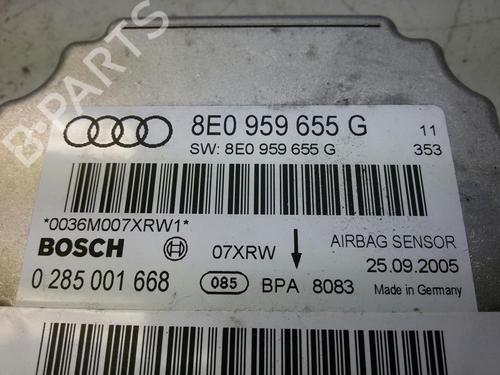 8E0 959 655 G 11
SW: 8E0 959 655 G 353
*0036M007XRW1*
BOSCH 07XRW AIRBAG SENSOR
0 285 001 668 085 BPA 8083 25.09.2005
Made in Germany
B-PARTS